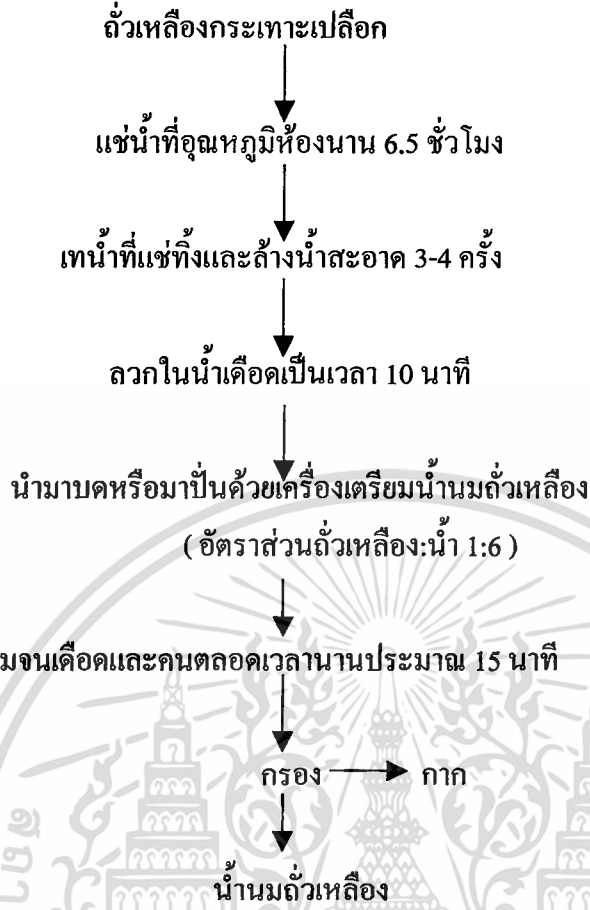 ถั่วเหลืองกระเทาะเปลือก
แช่น้ำที่อุณหภูมิห้องนาน 6.5 ชั่วโมง
เทน้ำที่แช่ทิ้งและล้างน้ำสะอาด 3-4 ครั้ง
ลวกในน้ำเดือดเป็นเวลา 10 นาที
นำมาบดหรือมาปั่นด้วยเครื่องเตรียมน้ำนมถั่วเหลือง
( อัตราส่วนถั่วเหลือง:น้ำ 1:6 )
มจนเดือดและคนตลอดเวลานานประมาณ 15 นาที
กรอง กาก
น้ำนมถั่วเหลือง